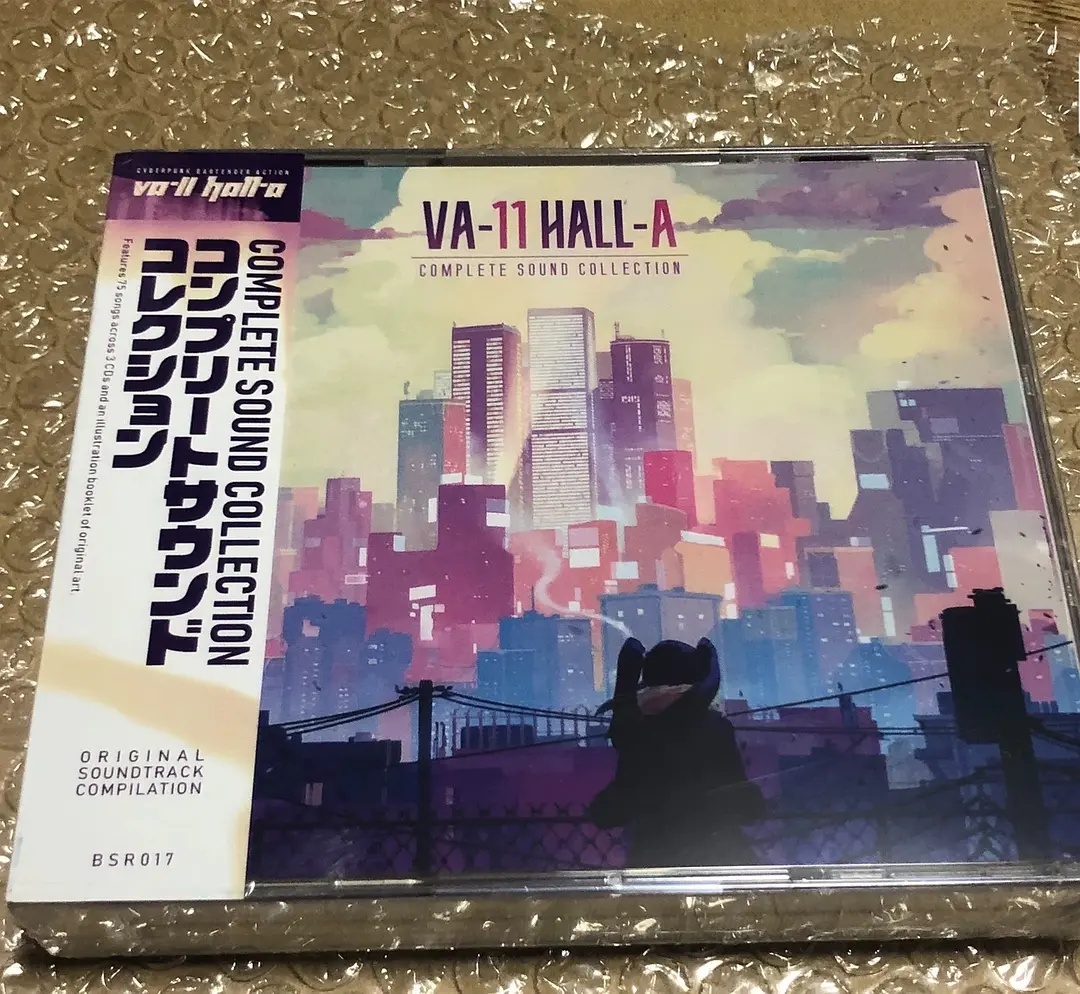 CYBERPUNK BARTENDER ACTION
va-11 hall-a
COMPLETE SOUND COLLECTION
コンプリートサウンド
コレクション
Features 75 songs across 3 CDs and an illustration booklet of original art.
ORIGINAL
SOUNDTRACK
COMPILATION
BSR017
VA-11 HALL-A
COMPLETE SOUND COLLECTION